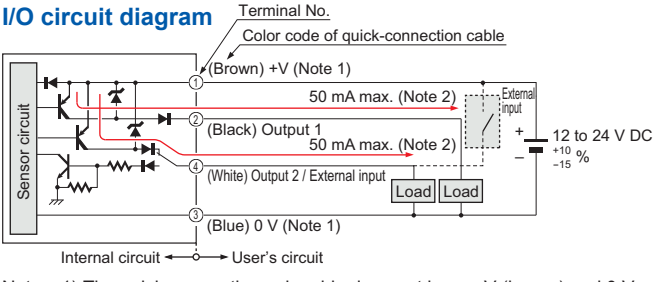 I/O circuit diagram
Terminal No.
Color code of quick-connection cable
1
(Brown) +V (Note 1)
50 mA max. (Note 2)
External
input
2
(Black) Output 1
Sensor circuit
50 mA max. (Note 2)
+
12 to 24 V DC
–
+10
–15 %
4
(White) Output 2 / External input
Load
Load
3
(Blue) 0 V (Note 1)
Internal circuit
User's circuit